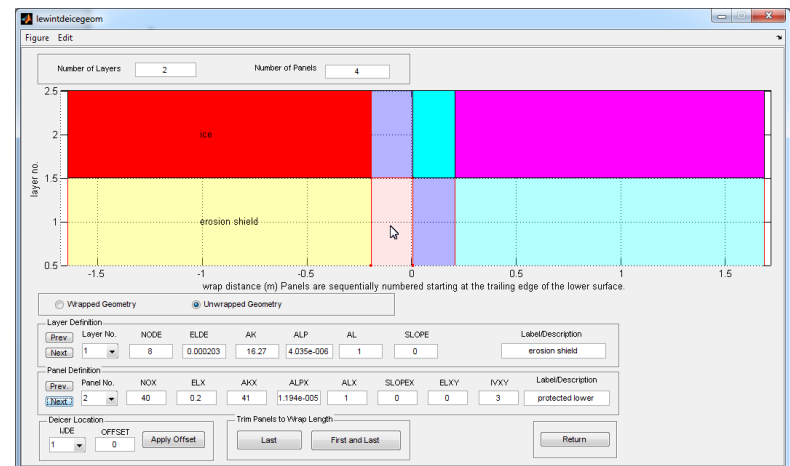 lewintdeicegeom
Figure Edit
Number of Layers 2 Number of Panels 4
2.5
2
1.5
1
0.5
layer no.
ice
erosion shield
-1.5 -1 -0.5 0 0.5 1 1.5
wrap distance (m) Panels are sequentially numbered starting at the trailing edge of the lower surface.
Wrapped Geometry Unwrapped Geometry
Layer Definition
Prev Layer No. NODE ELDE AK ALP AL SLOPE Label/Description
Next 1 8 0.000203 16.27 4.035e-006 1 0 erosion shield
Panel Definition
Prev. Panel No. NOX ELX AKX ALPX ALX SLOPEX ELXY IVXY Label/Description
Next 2 40 0.2 41 1.194e-005 1 0 0 3 protected lower
Deicer Location Trim Panels to Wrap Length
IJDE OFFSET
1 0 Apply Offset Last First and Last Return